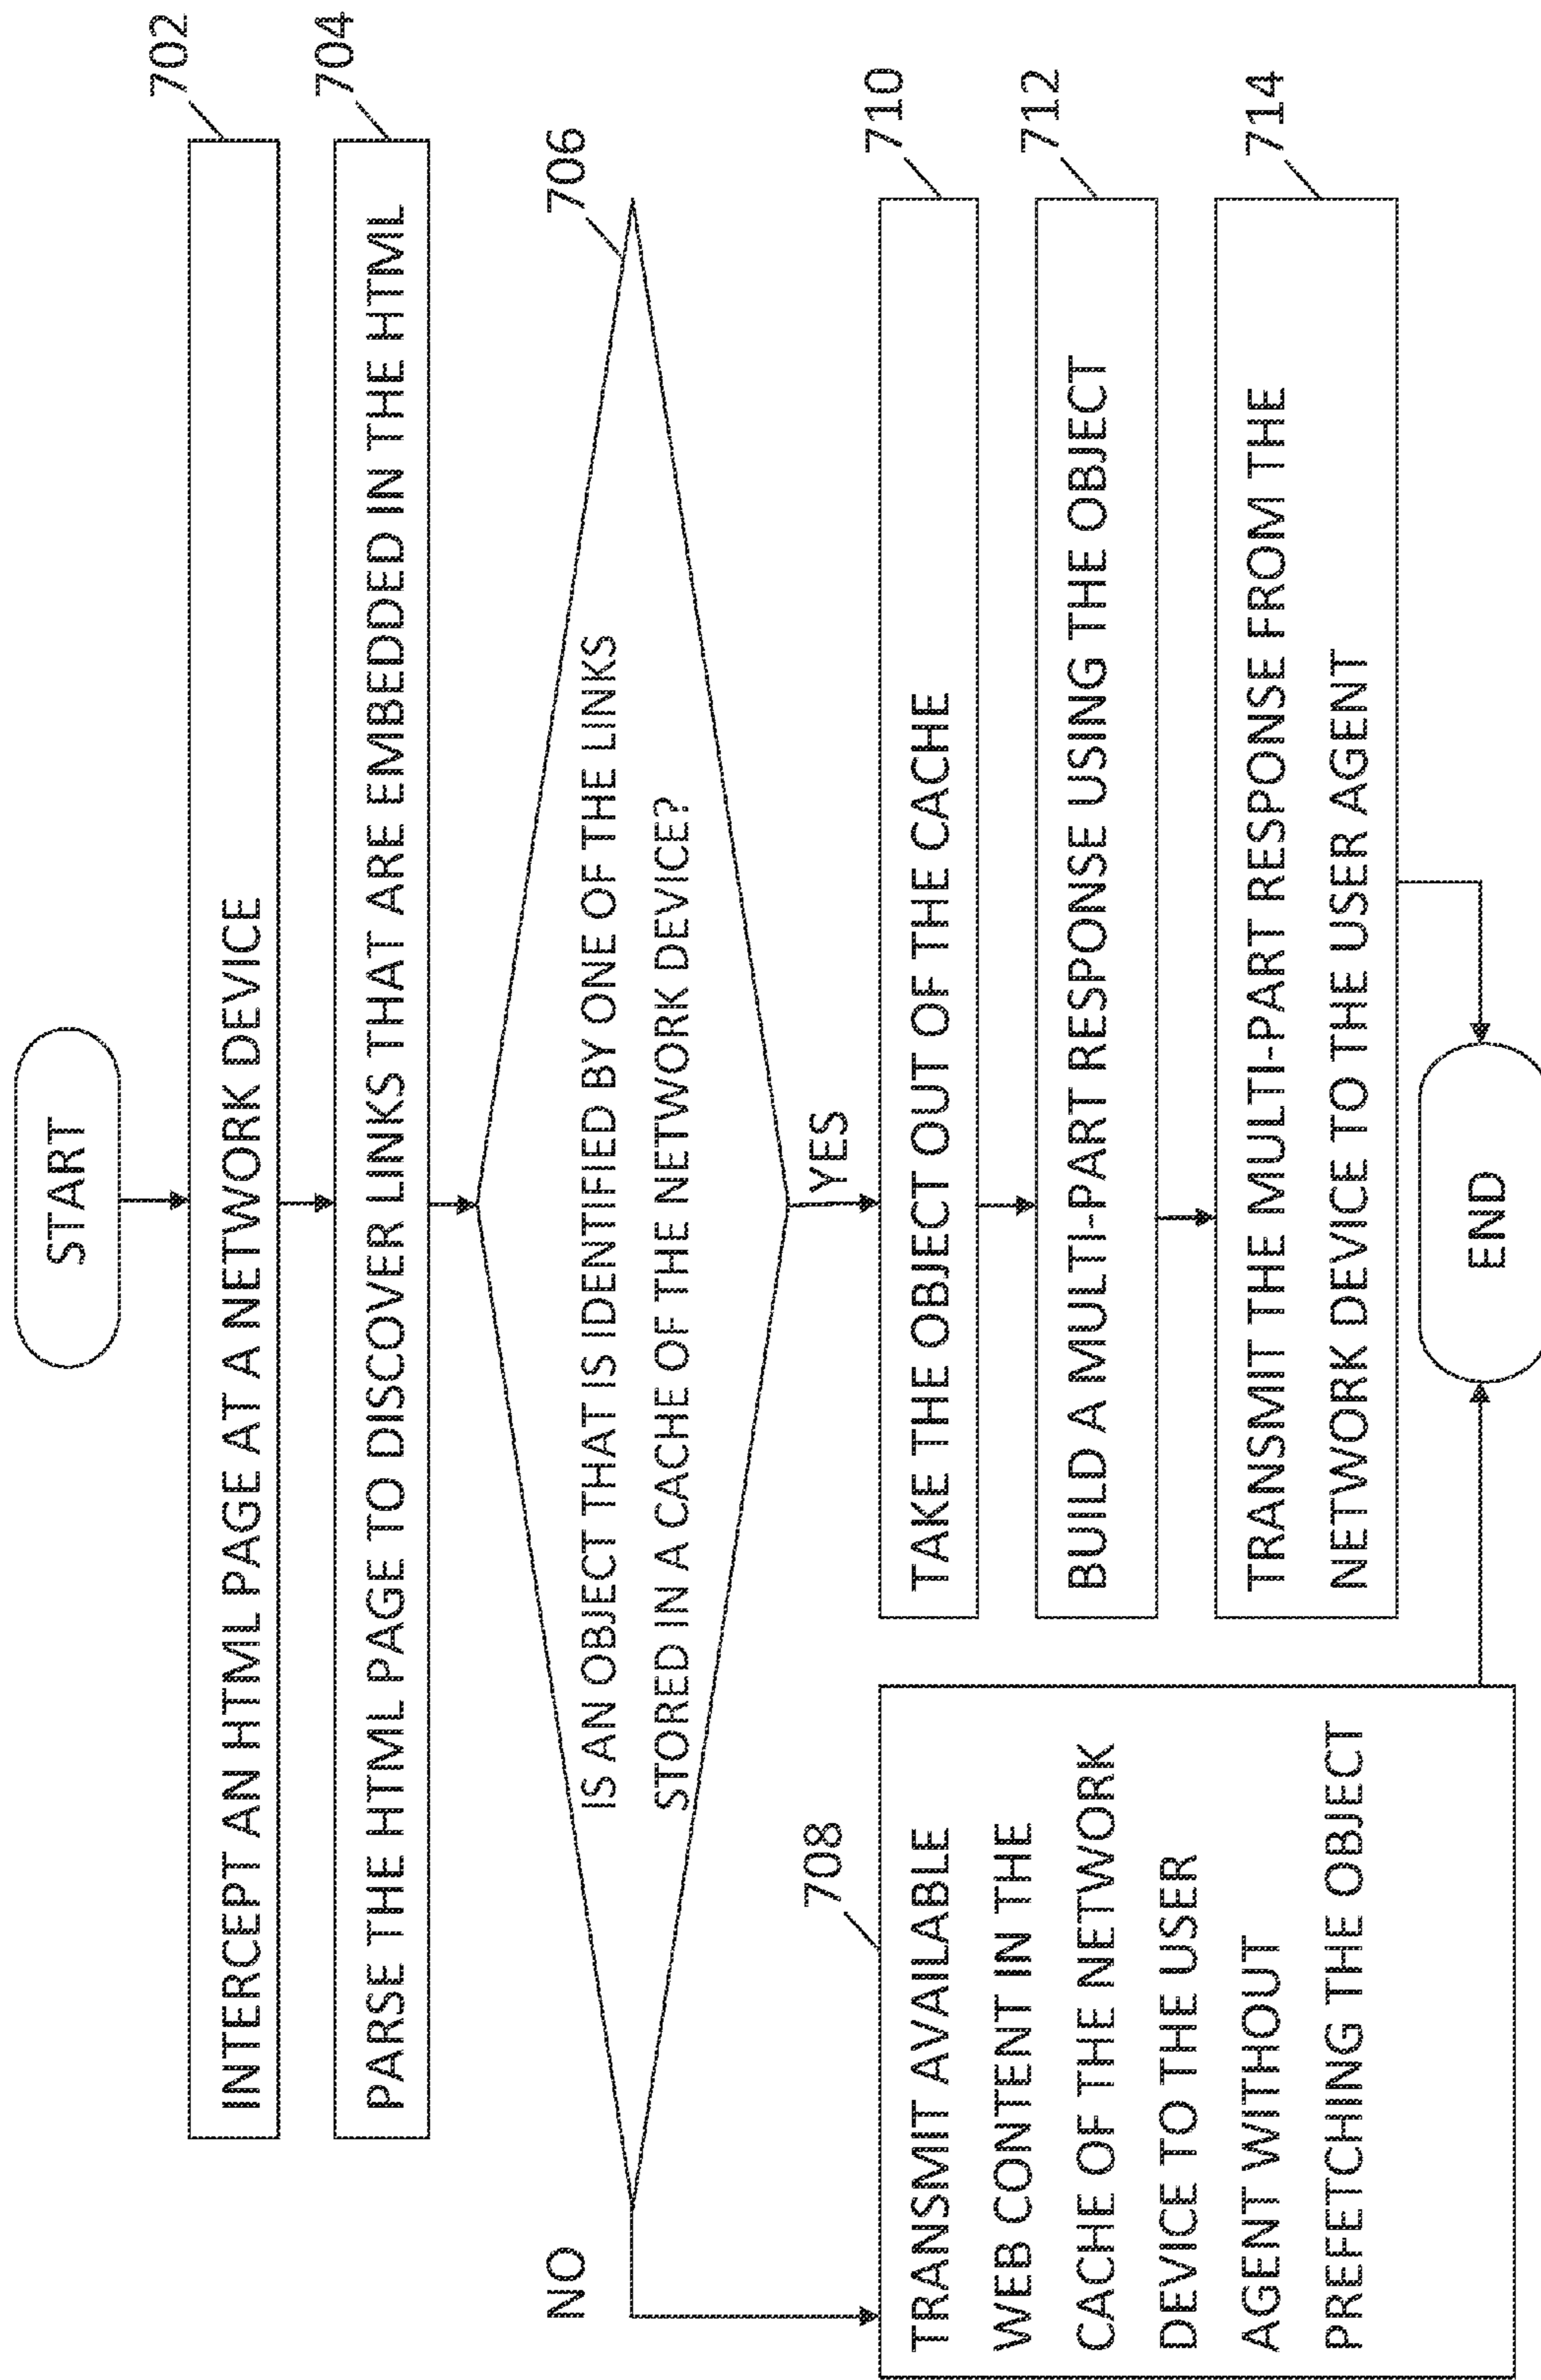 START
INTERCEPT AN HTML PAGE AT A NETWORK DEVICE
702
PARSE THE HTML PAGE TO DISCOVER LINKS THAT ARE EMBEDDED IN THE HTML
704
706
IS AN OBJECT THAT IS IDENTIFIED BY ONE OF THE LINKS
STORED IN A CACHE OF THE NETWORK DEVICE?
NO
YES
708
TRANSMIT AVAILABLE
WEB CONTENT IN THE
CACHE OF THE NETWORK
DEVICE TO THE USER
AGENT WITHOUT
PREFETCHING THE OBJECT
TAKE THE OBJECT OUT OF THE CACHE
710
BUILD A MULTI-PART RESPONSE USING THE OBJECT
712
TRANSMIT THE MULTI-PART RESPONSE FROM THE
NETWORK DEVICE TO THE USER AGENT
714
END